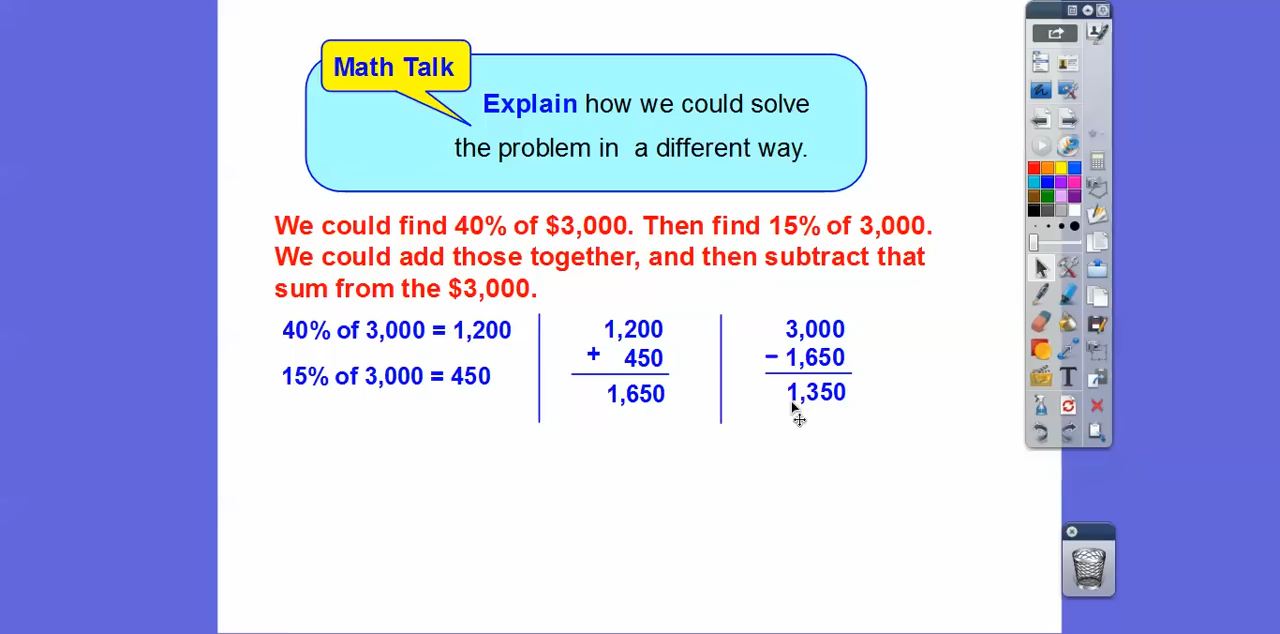 Math Talk
Explain how we could solve
the problem in a different way.
We could find 40% of $3,000. Then find 15% of 3,000.
We could add those together, and then subtract that
sum from the $3,000.
40% of 3,000 = 1,200
15% of 3,000 = 450
1,200
+ 450
1,650
3,000
− 1,650
1,350